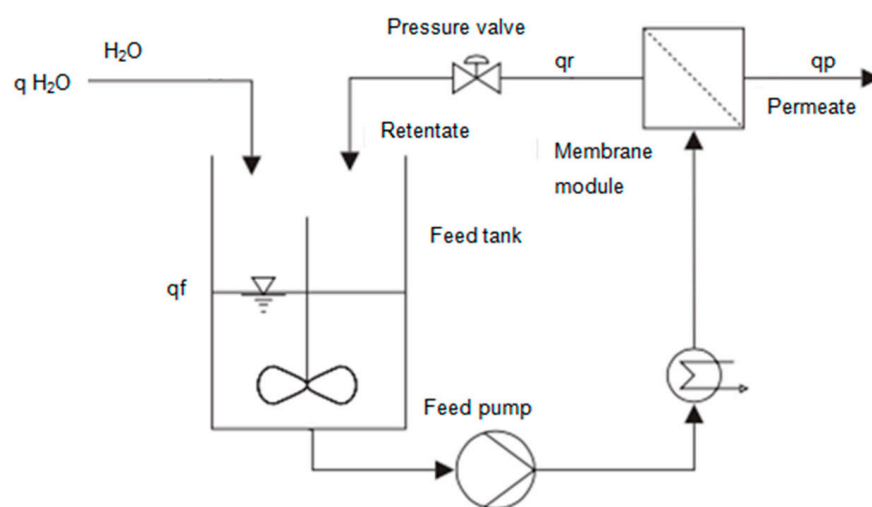 Pressure valve
H₂O
q H₂O
qr
qp
Permeate
Retentate
Membrane
module
Feed tank
qf
Feed pump